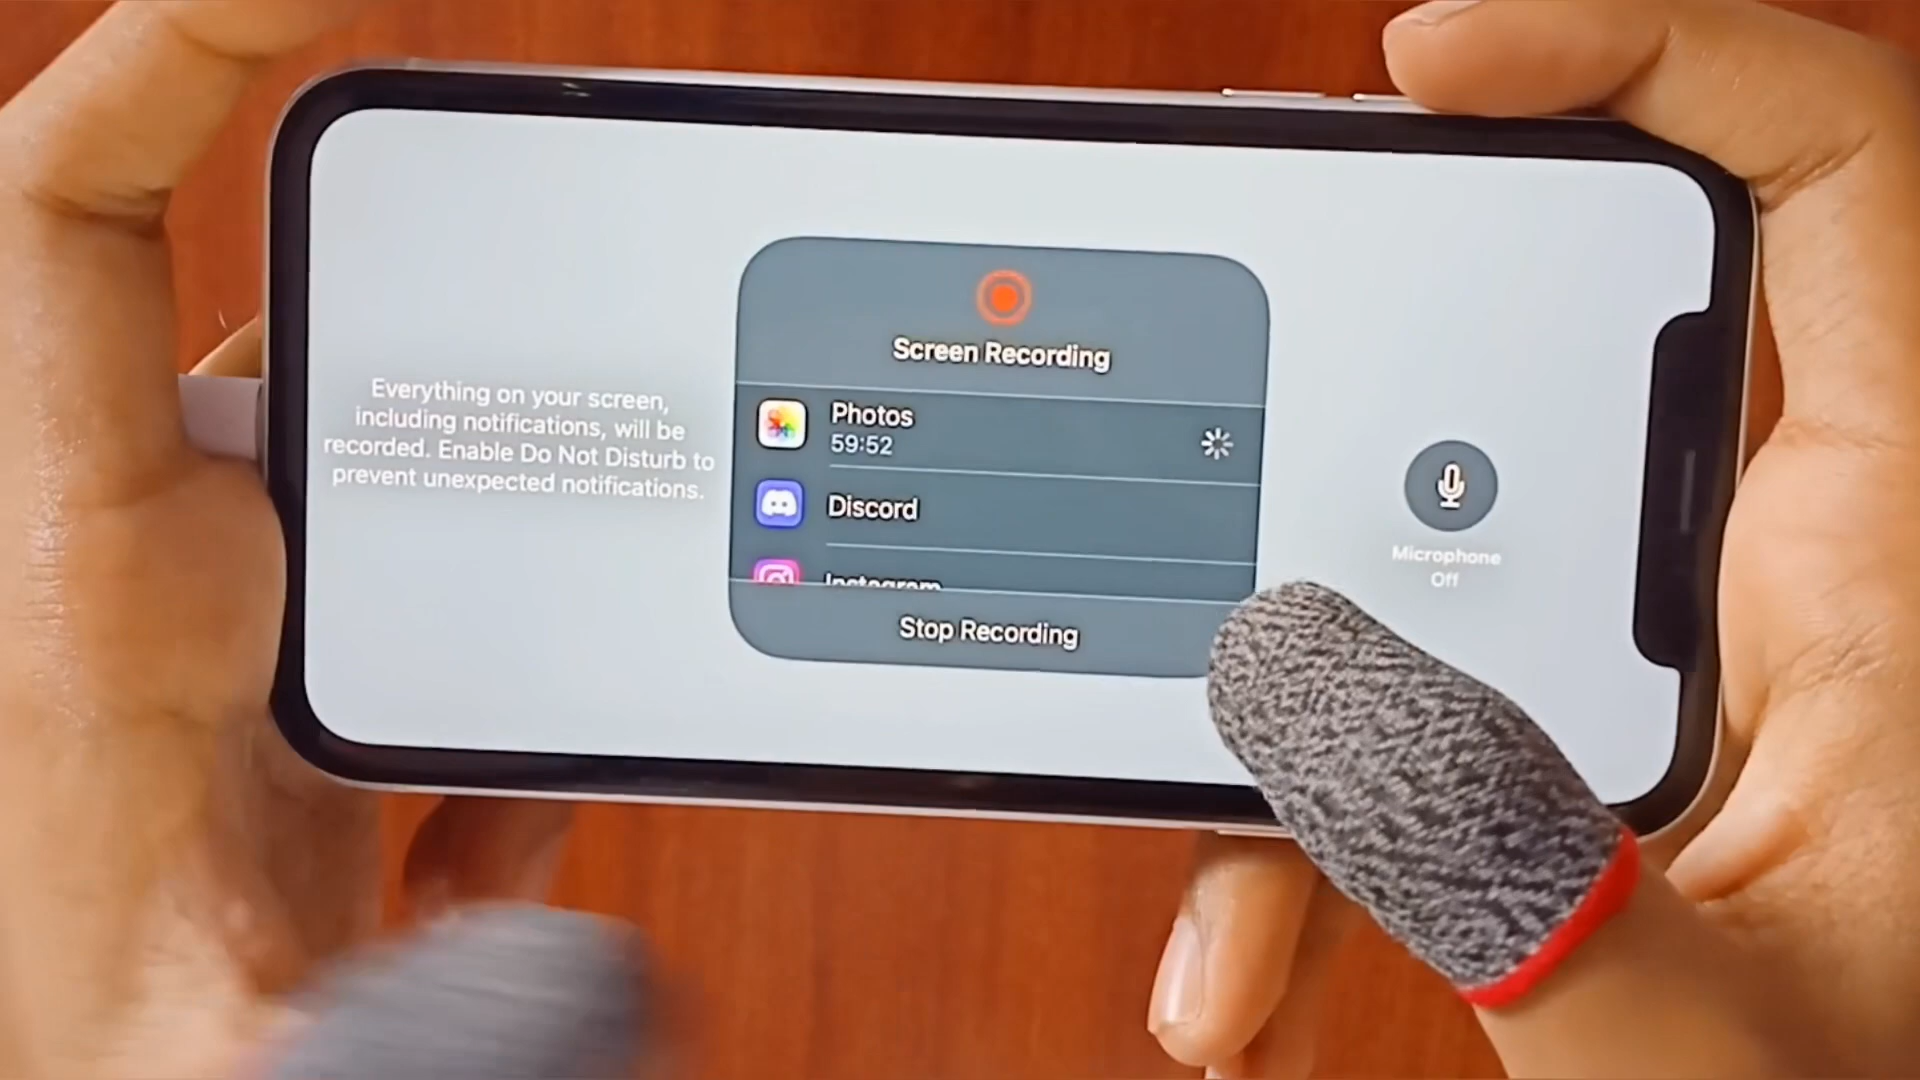 Everything on your screen,
including notifications, will be
recorded. Enable Do Not Disturb to
prevent unexpected notifications.
Screen Recording
Photos
59:52
Discord
Instagram
Stop Recording
Microphone
Off